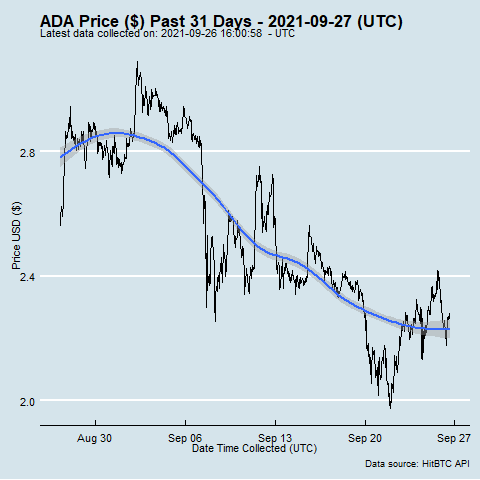 ADA Price ($) Past 31 Days - 2021-09-27 (UTC)
Latest data collected on: 2021-09-26 16:00:58 - UTC
Price USD ($)
2.8
2.4
2.0
Aug 30 Sep 06 Sep 13 Sep 20 Sep 27
Date Time Collected (UTC)
Data source: HitBTC API